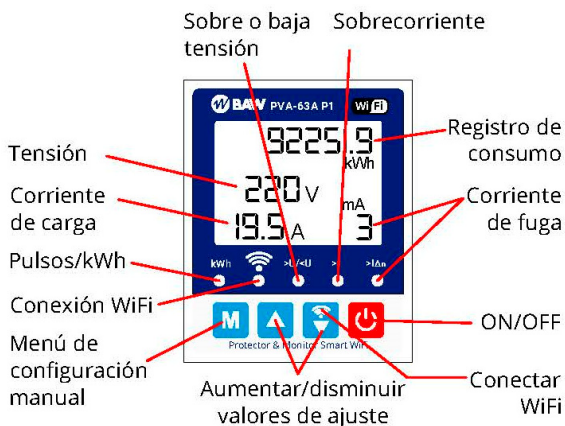 Sobre o baja
tensión
Sobrecorriente
BAW PVA-63A P1 WiFi
9225.9
kWh
Registro de
consumo
Tensión
220 V
Corriente
de carga
19.5 A
mA
3
Corriente
de fuga
Pulsos/kWh
kWh >U/<U > >IΔn
Conexión WiFi
M
ON/OFF
Protector & Monitor Smart WiFi
Menú de
configuración
manual
Aumentar/disminuir
valores de ajuste
Conectar
WiFi